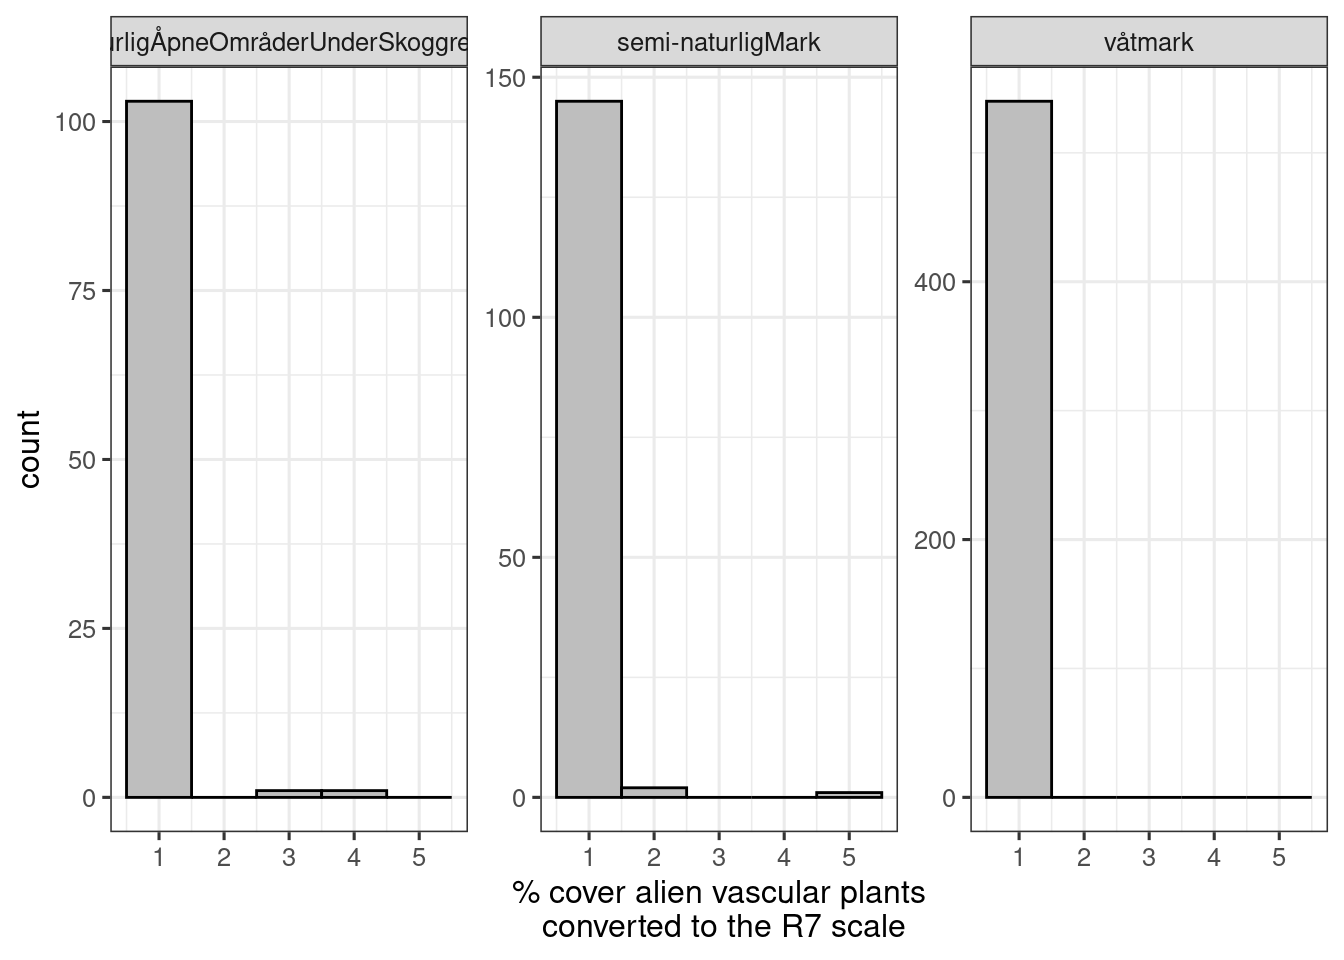 urligÅpneOmråderUnderSkoggre
semi-naturligMark
våtmark
100
75
50
25
0
150
100
50
0
400
200
0
count
1 2 3 4 5
1 2 3 4 5
1 2 3 4 5
% cover alien vascular plants
converted to the R7 scale